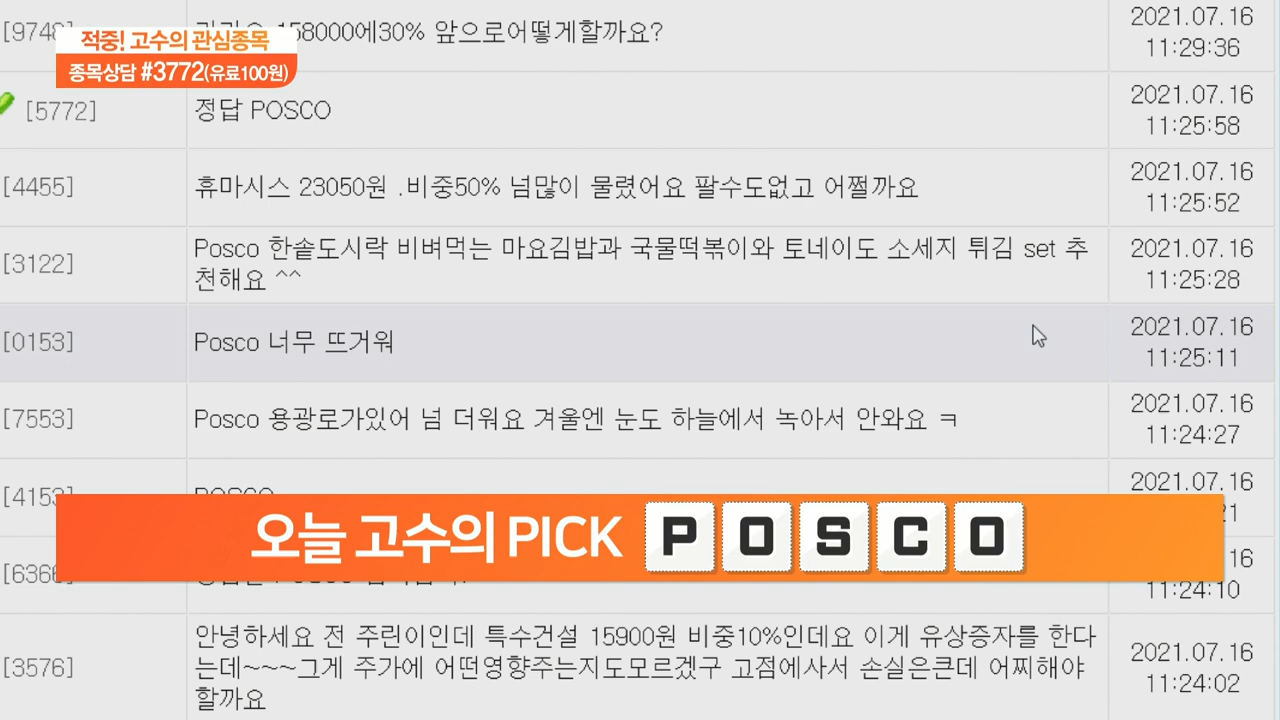 [9748]
158000에30% 앞으로어떻게할까요?
2021.07.16
11:29:36
적중! 고수의 관심종목
종목상담 #3772(유료100원)
[5772]
정답 POSCO
2021.07.16
11:25:58
[4455]
휴마시스 23050원 .비중50% 넘많이 물렸어요 팔수도없고 어쩔까요
2021.07.16
11:25:52
[3122]
Posco 한솥도시락 비벼먹는 마요김밥과 국물떡볶이와 토네이도 소세지 튀김 set 추
천해요 ^^
2021.07.16
11:25:28
[0153]
Posco 너무 뜨거워
2021.07.16
11:25:11
[7553]
Posco 용광로가있어 넘 더워요 겨울엔 눈도 하늘에서 녹아서 안와요 ㅋ
2021.07.16
11:24:27
[4153]
POSCO
2021.07.16
21
오늘 고수의 PICK POSCO
[6366]
16
11:24:10
[3576]
안녕하세요 전 주린이인데 특수건설 15900원 비중10%인데요 이게 유상증자를 한다
는데~~~그게 주가에 어떤영향주는지도모르겠구 고점에사서 손실은큰데 어찌해야
할까요
2021.07.16
11:24:02